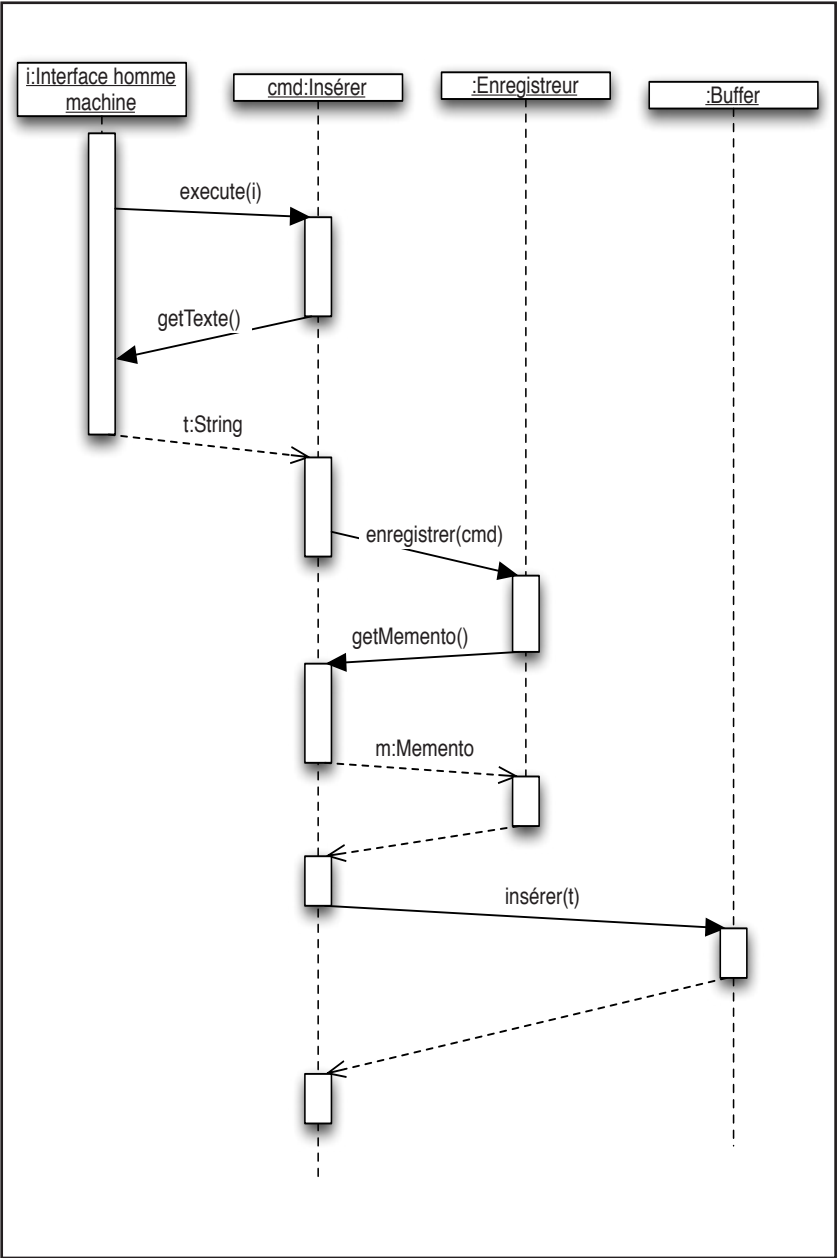 i:Interface homme
machine
cmd:Insérer
:Enregistreur
:Buffer
execute(i)
getTexte()
t:String
enregistrer(cmd)
getMemento()
m:Memento
insérer(t)